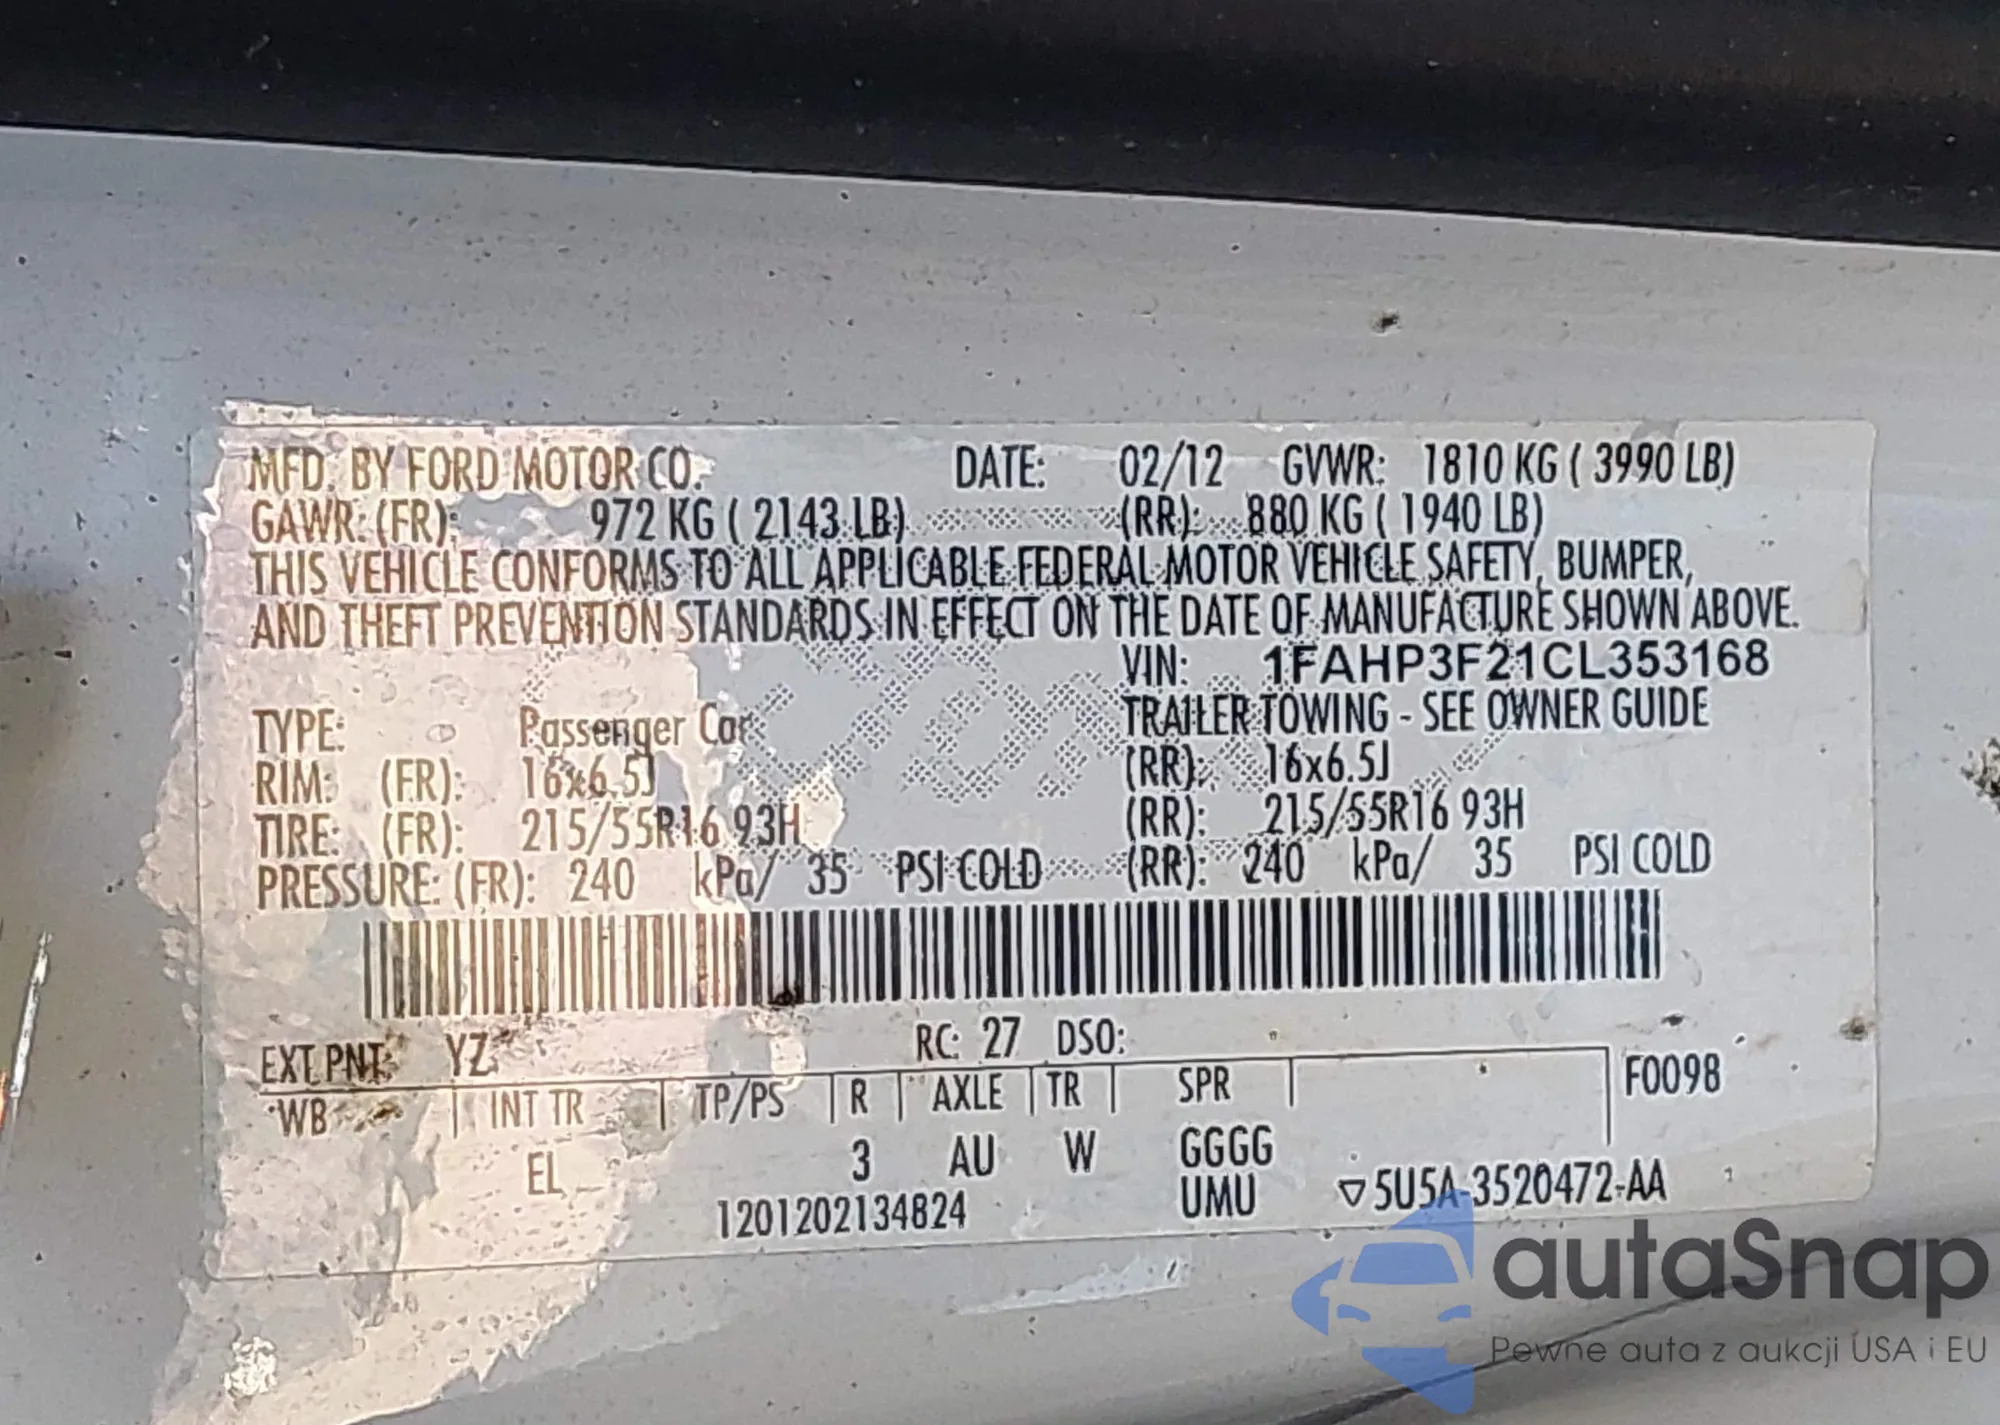 MFD. BY FORD MOTOR CO. DATE: 02/12 GVWR: 1810 KG ( 3990 LB)
GAWR: (FR): 972 KG ( 2143 LB) (RR): 880 KG ( 1940 LB)
THIS VEHICLE CONFORMS TO ALL APPLICABLE FEDERAL MOTOR VEHICLE SAFETY, BUMPER,
AND THEFT PREVENTION STANDARDS IN EFFECT ON THE DATE OF MANUFACTURE SHOWN ABOVE.
VIN: 1FAHP3F21CL353168
TYPE: Passenger Car TRAILER TOWING - SEE OWNER GUIDE
RIM: (FR): 16x6.5J (RR): 16x6.5J
TIRE: (FR): 215/55R16 93H (RR): 215/55R16 93H
PRESSURE: (FR): 240 kPa/ 35 PSI COLD (RR): 240 kPa/ 35 PSI COLD
EXT PNT: YZ RC: 27 DSO:
WB | INT TR | TP/PS | R | AXLE | TR | SPR | F0098
EL 3 AU W GGGG
1201202134824 UMU ▽5U5A-3520472-AA
autaSnap
Pewne auta z aukcji USA i EU